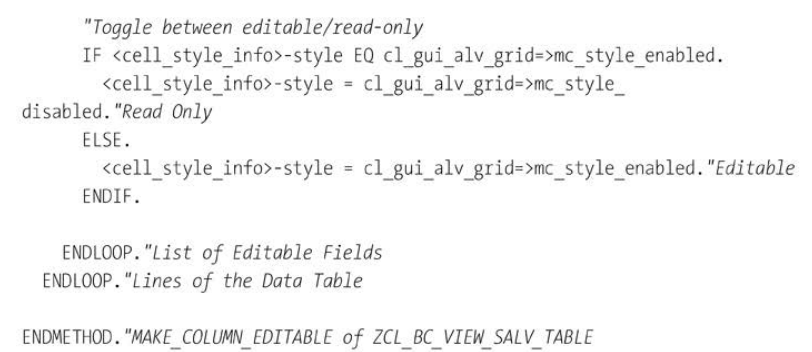 "Toggle between editable/read-only
IF <cell_style_info>-style EQ cl_gui_alv_grid=>mc_style_enabled.
<cell_style_info>-style = cl_gui_alv_grid=>mc_style_
disabled."Read Only
ELSE.
<cell_style_info>-style = cl_gui_alv_grid=>mc_style_enabled."Editable
ENDIF.
ENDLOOP."List of Editable Fields
ENDLOOP."Lines of the Data Table
ENDMETHOD."MAKE_COLUMN_EDITABLE of ZCL_BC_VIEW_SALV_TABLE